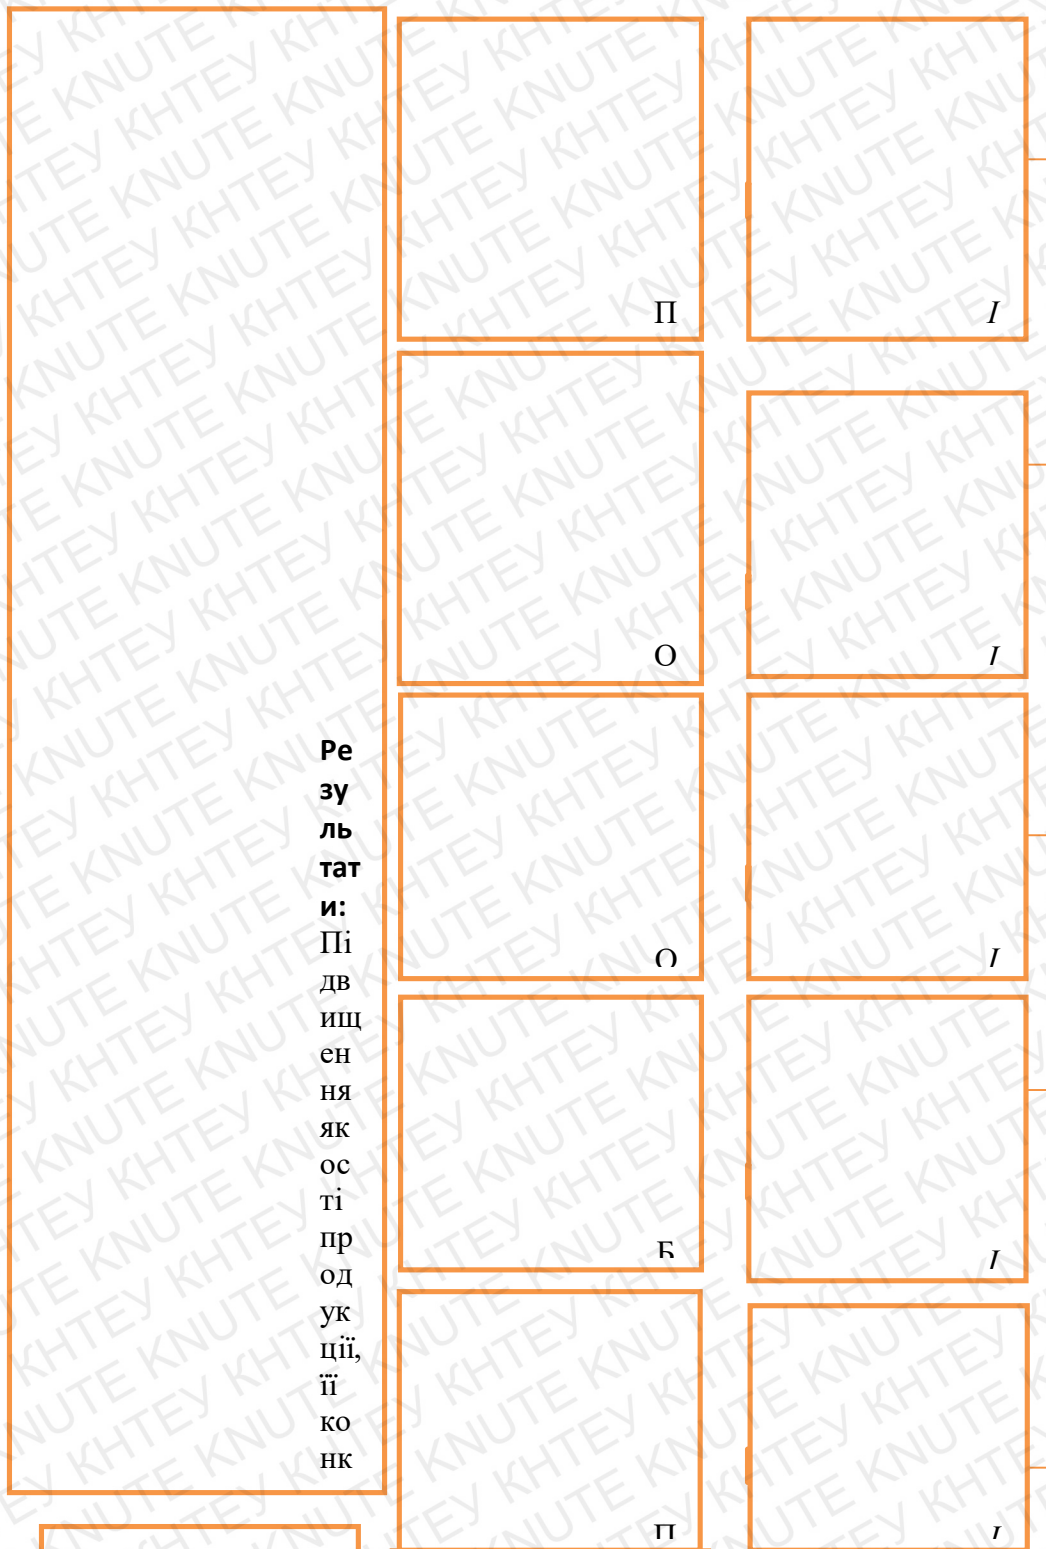 П
І
О
І
Ре
зу
ль
тат
и:
Пі
дв
ищ
ен
ня
як
ос
ті
пр
од
ук
ції,
її
ко
нк
О
І
Б
І
П
І